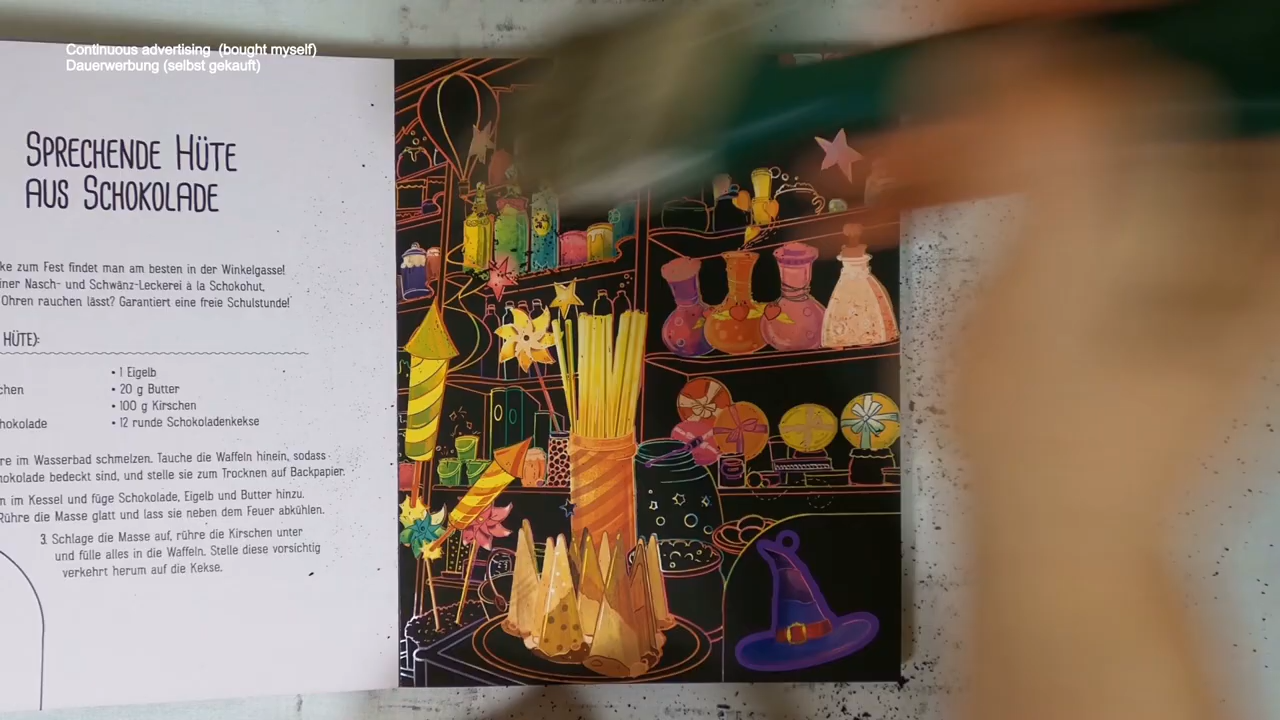 Continuous advertising (bought myself)
Dauerwerbung (selbst gekauft)
SPRECHENDE HÜTE
AUS SCHOKOLADE
ke zum Fest findet man am besten in der Winkelgasse!
iner Nasch- und Schwänz-Leckerei à la Schokohut,
Ohren rauchen lässt? Garantiert eine freie Schulstunde!
HÜTE):
• 1 Eigelb
chen • 20 g Butter
• 100 g Kirschen
hokolade • 12 runde Schokoladenkekse
re im Wasserbad schmelzen. Tauche die Waffeln hinein, sodass
hokolade bedeckt sind, und stelle sie zum Trocknen auf Backpapier.
n im Kessel und füge Schokolade, Eigelb und Butter hinzu.
Rühre die Masse glatt und lass sie neben dem Feuer abkühlen.
3. Schlage die Masse auf, rühre die Kirschen unter
und fülle alles in die Waffeln. Stelle diese vorsichtig
verkehrt herum auf die Kekse.